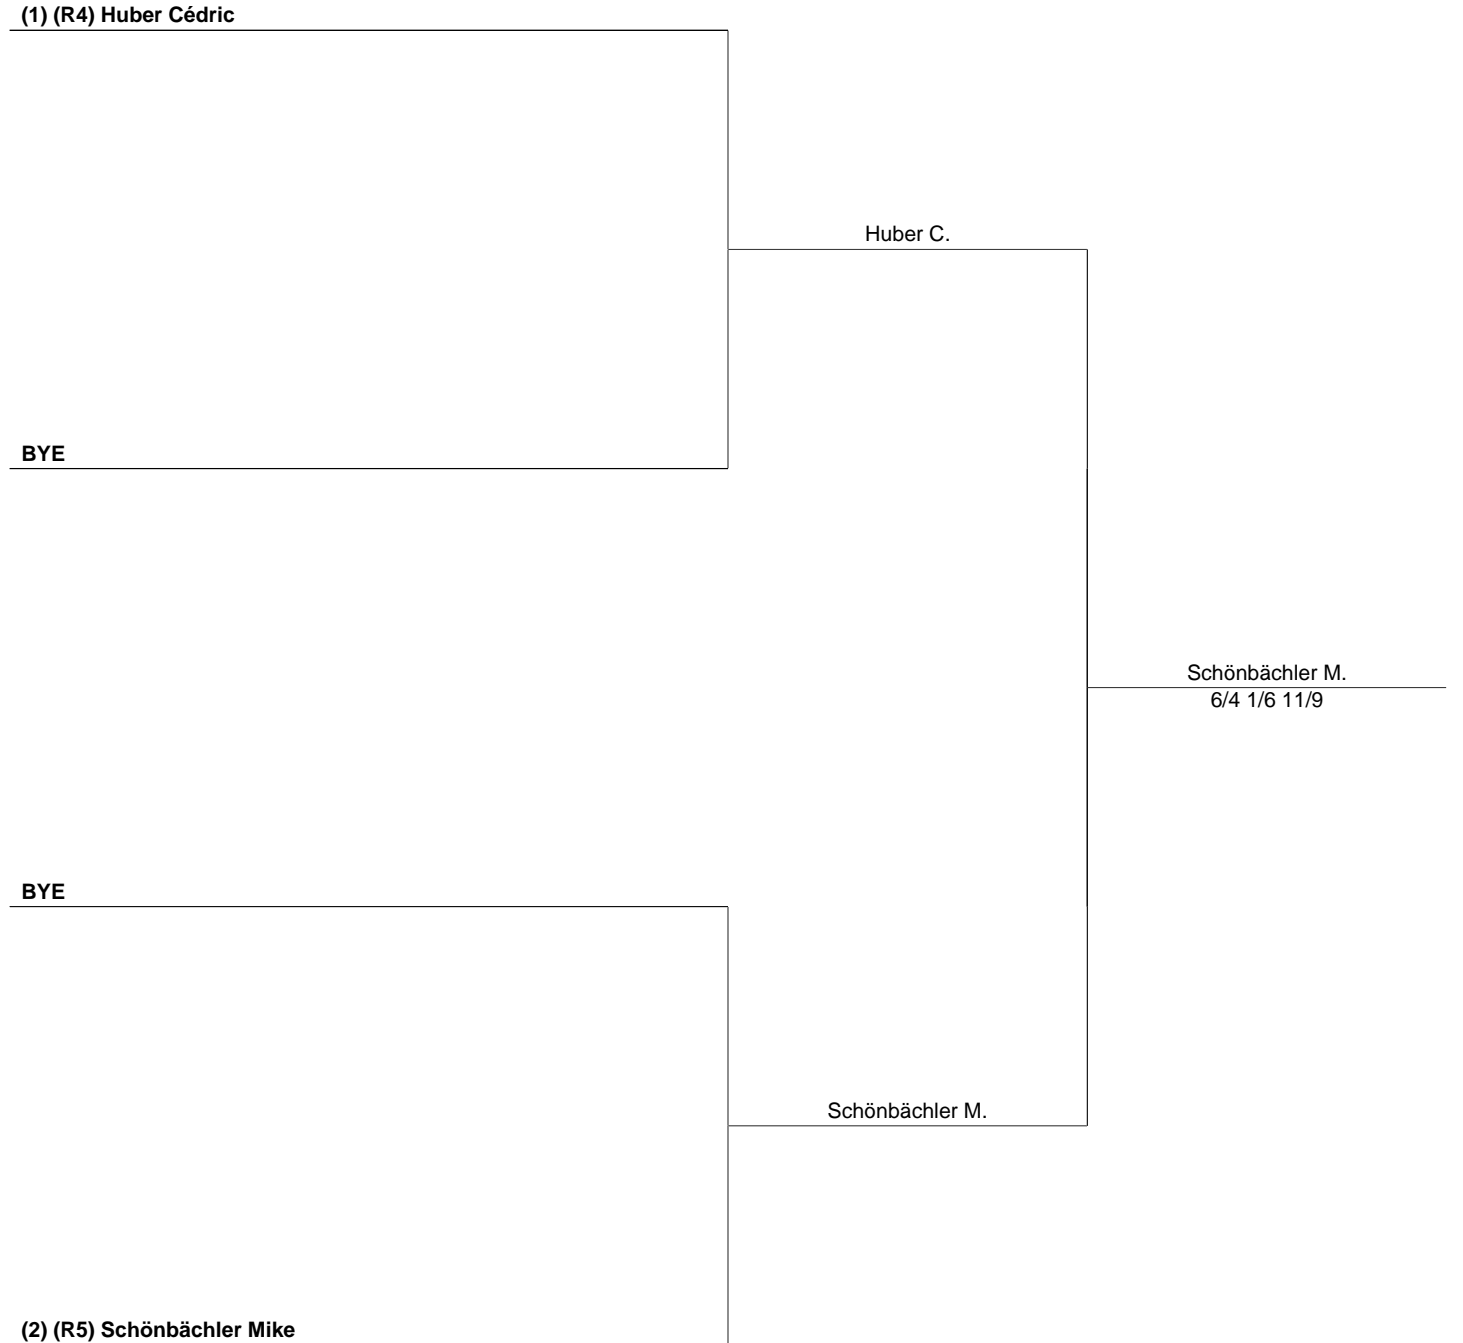 (1) (R4) Huber Cédric
Huber C.
BYE
Schönbächler M.
6/4 1/6 11/9
BYE
Schönbächler M.
(2) (R5) Schönbächler Mike